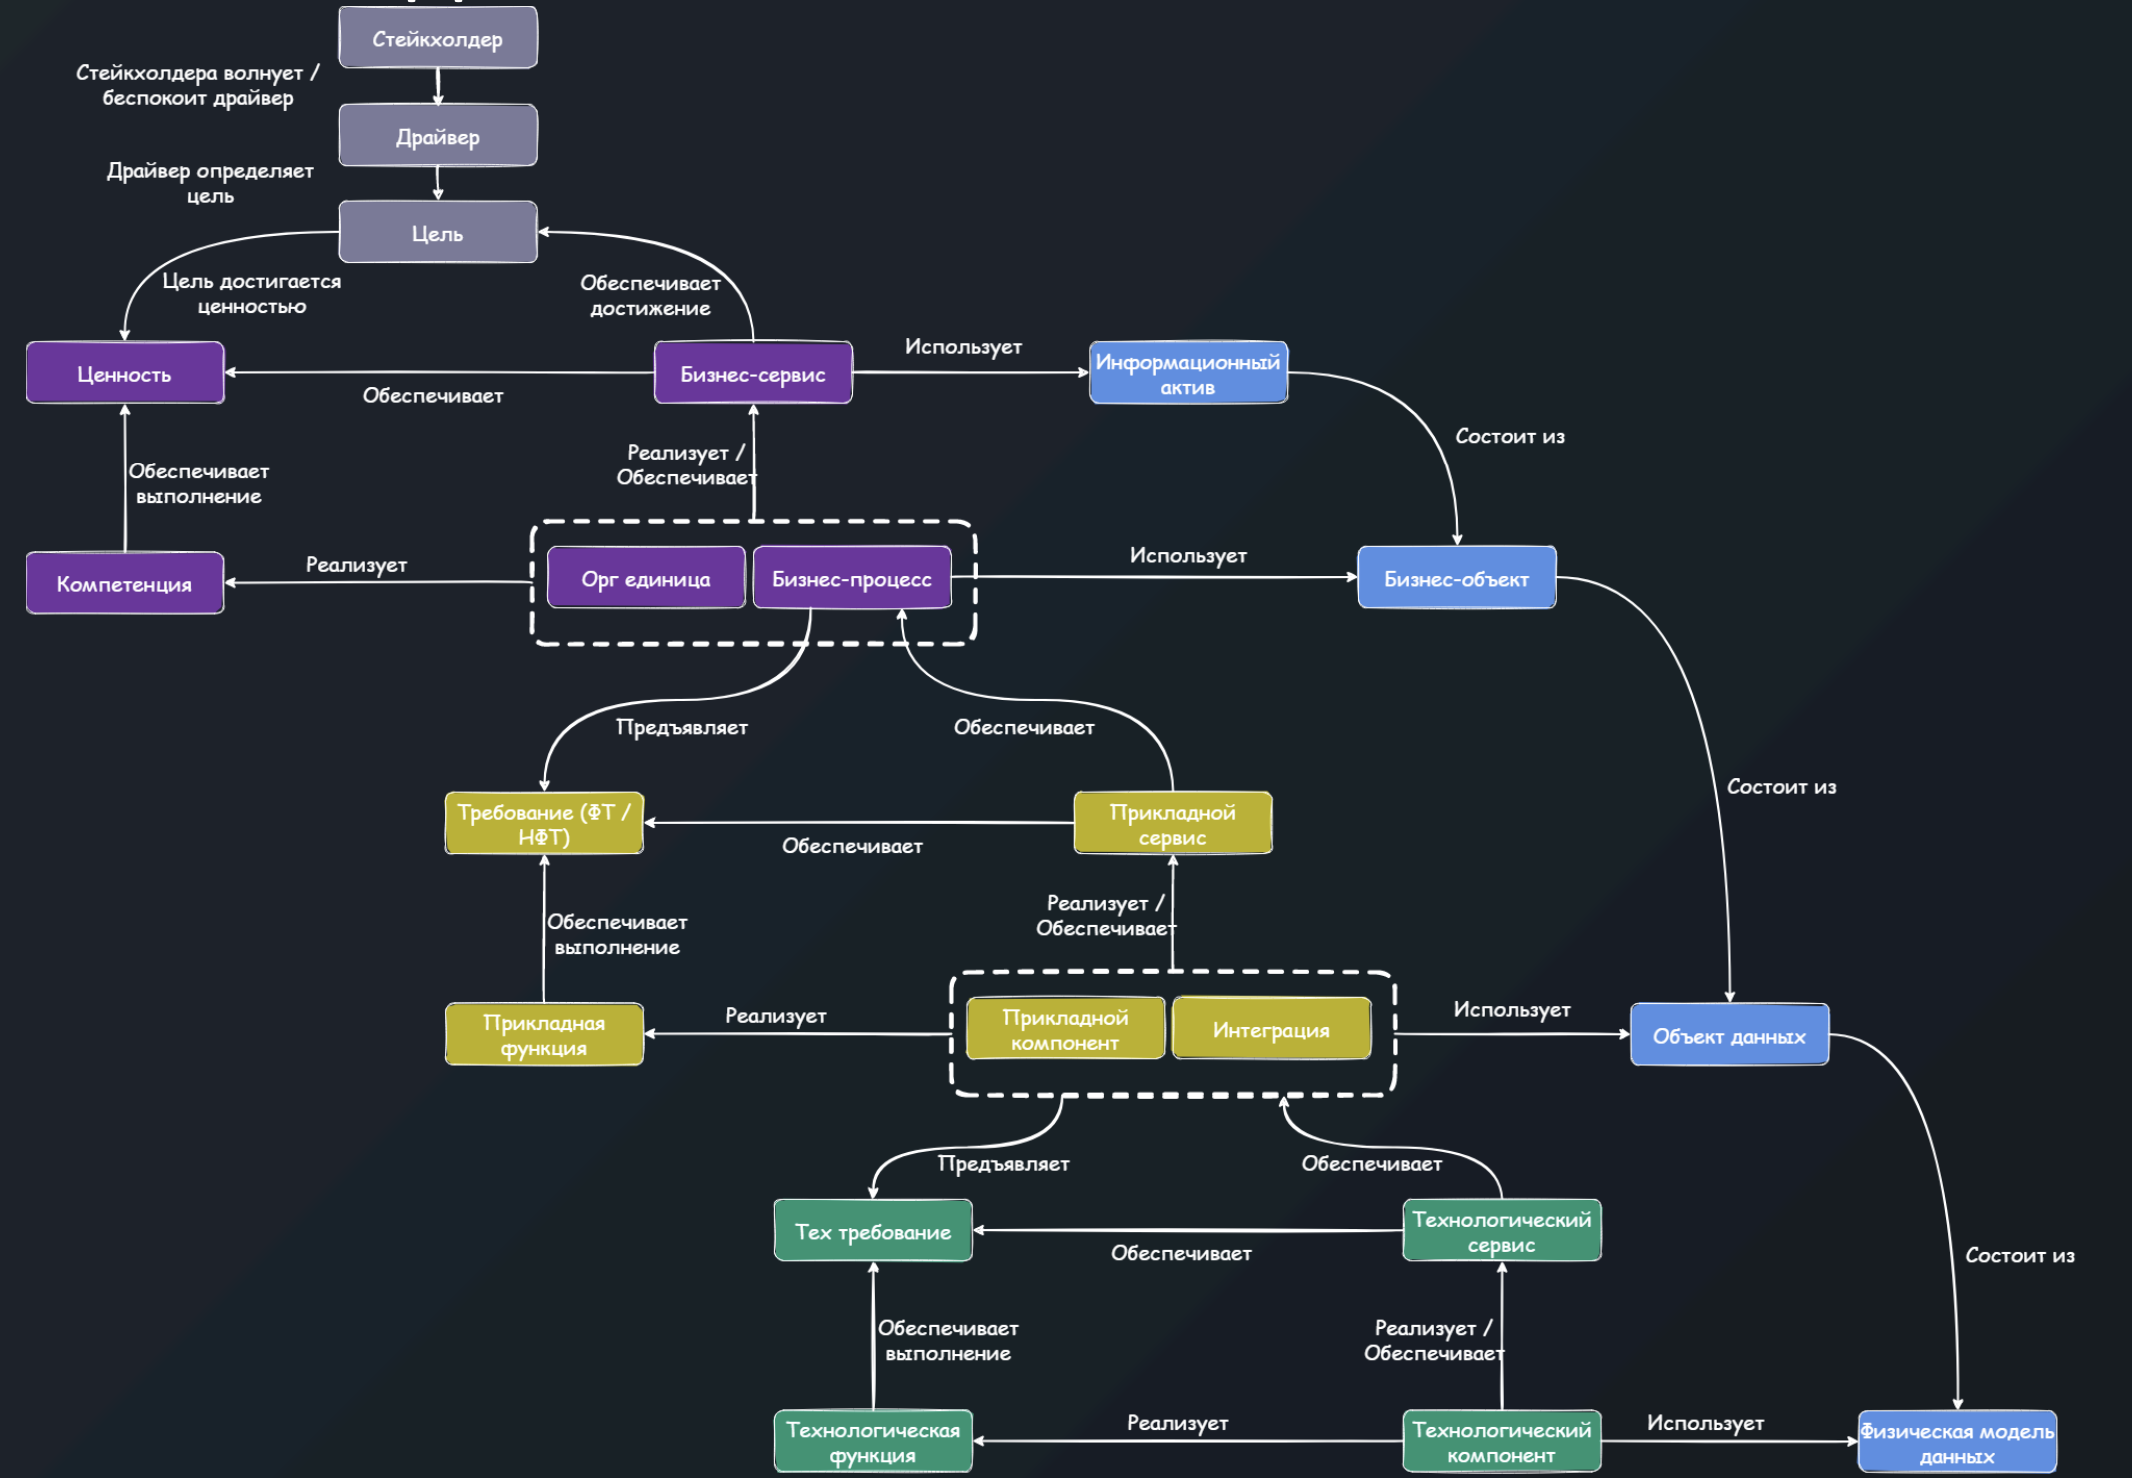 Стейкхолдер
Стейкхолдера волнует /
беспокоит драйвер
Драйвер
Драйвер определяет
цель
Цель
Цель достигается
ценностью
Обеспечивает
достижение
Ценность
Обеспечивает
Бизнес-сервис
Использует
Информационный
актив
Состоит из
Обеспечивает
выполнение
Реализует /
Обеспечивает
Компетенция
Реализует
Орг единица
Бизнес-процесс
Использует
Бизнес-объект
Предъявляет
Обеспечивает
Состоит из
Требование (ФТ /
НФТ)
Обеспечивает
Прикладной
сервис
Обеспечивает
выполнение
Реализует /
Обеспечивает
Прикладная
функция
Реализует
Прикладной
компонент
Интеграция
Использует
Объект данных
Предъявляет
Обеспечивает
Тех требование
Обеспечивает
Технологический
сервис
Состоит из
Обеспечивает
выполнение
Реализует /
Обеспечивает
Технологическая
функция
Реализует
Технологический
компонент
Использует
Физическая модель
данных